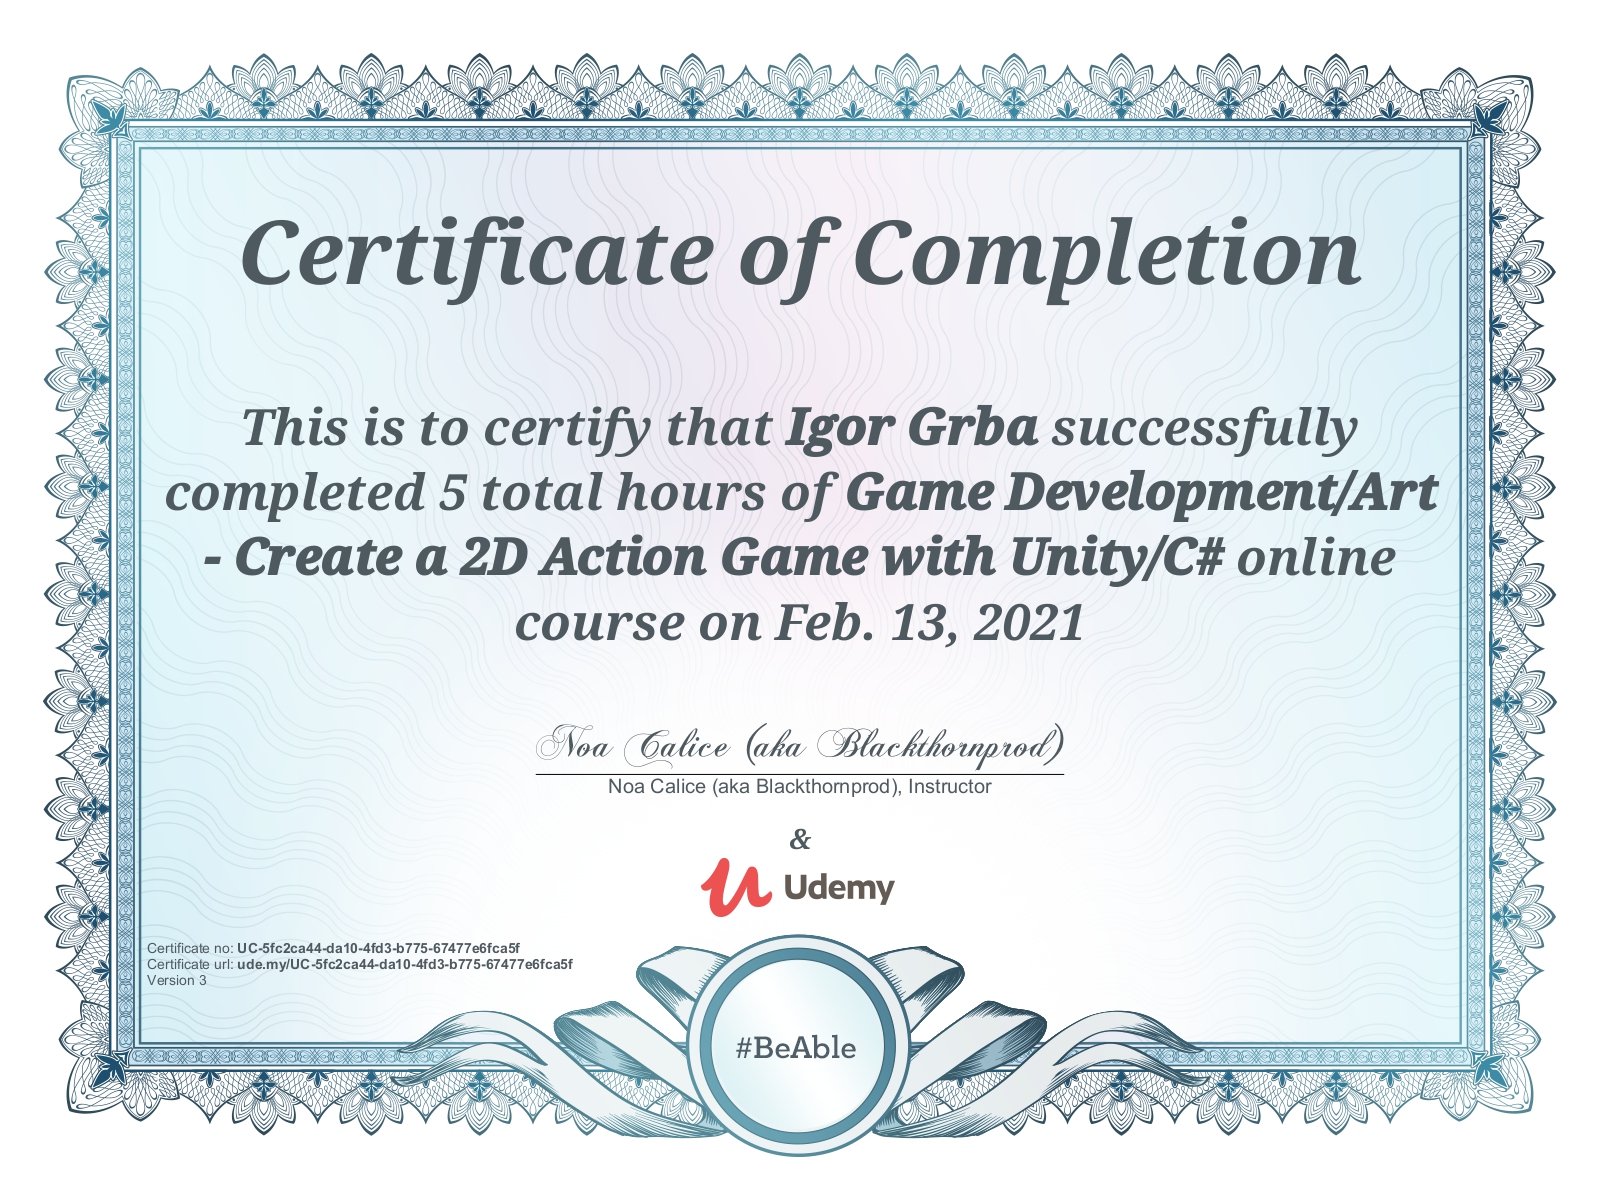 Certificate of Completion
This is to certify that Igor Grba successfully
completed 5 total hours of Game Development/Art
- Create a 2D Action Game with Unity/C# online
course on Feb. 13, 2021
Noa Calice (aka Blackthornprod)
Noa Calice (aka Blackthornprod), Instructor
&
Udemy
Certificate no: UC-5fc2ca44-da10-4fd3-b775-67477e6fca5f
Certificate url: ude.my/UC-5fc2ca44-da10-4fd3-b775-67477e6fca5f
Version 3
#BeAble